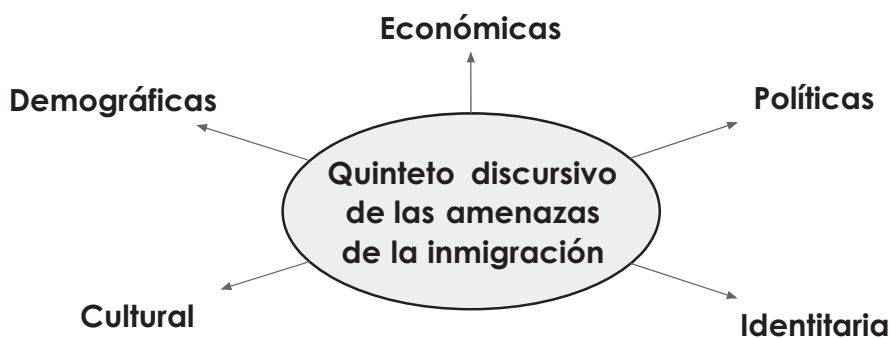 Económicas
Demográficas
Políticas
Quinteto discursivo
de las amenazas
de la inmigración
Cultural
Identitaria